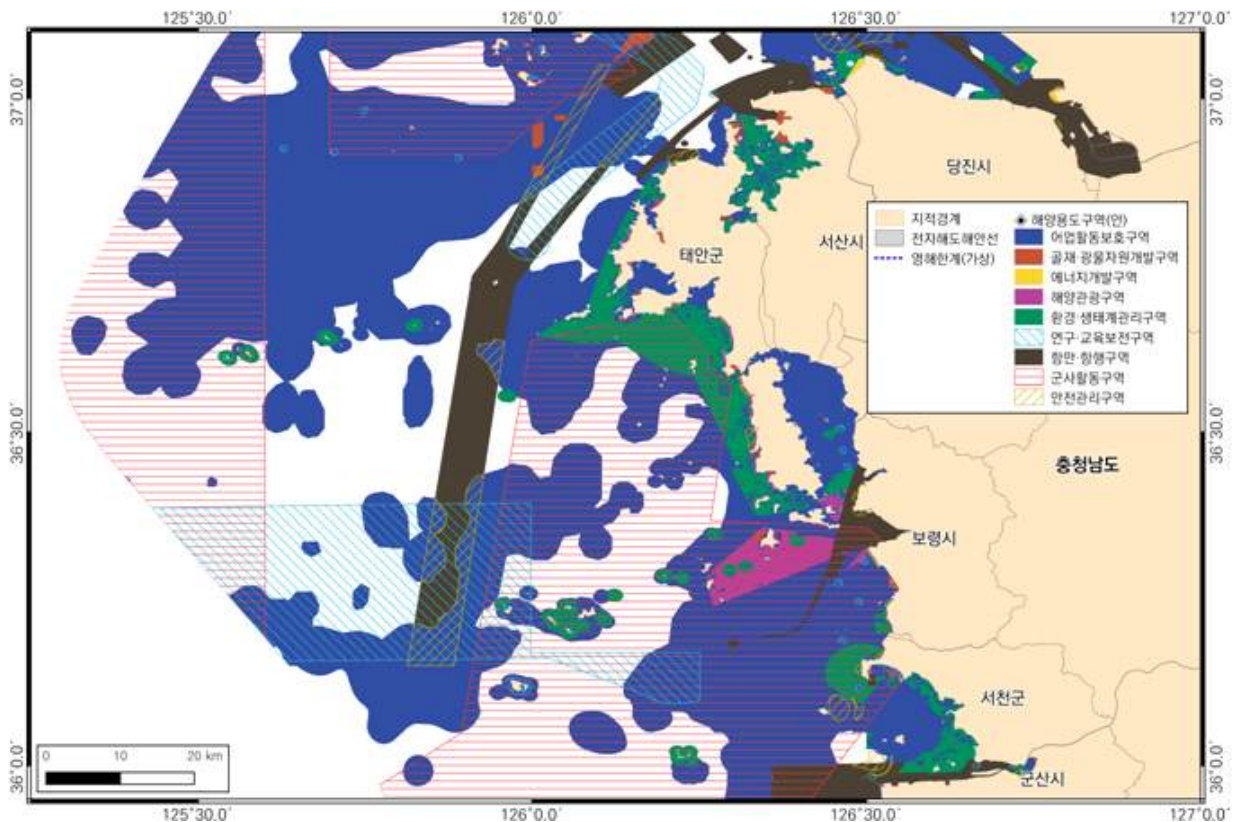 125°30.0´ 126°0.0´ 126°30.0´ 127°0.0´
37°0.0´ 37°0.0´
당진시
서산시
태안군
지적경계
전자해도해안선
영해한계(가상)
해양용도구역(안)
어업활동보호구역
골재·광물자원개발구역
에너지개발구역
해양관광구역
환경·생태계관리구역
연구·교육보전구역
항만·항행구역
군사활동구역
안전관리구역
36°30.0´ 36°30.0´
충청남도
보령시
서천군
0 10 20 km
36°0.0´ 36°0.0´
군산시
125°30.0´ 126°0.0´ 126°30.0´ 127°0.0´